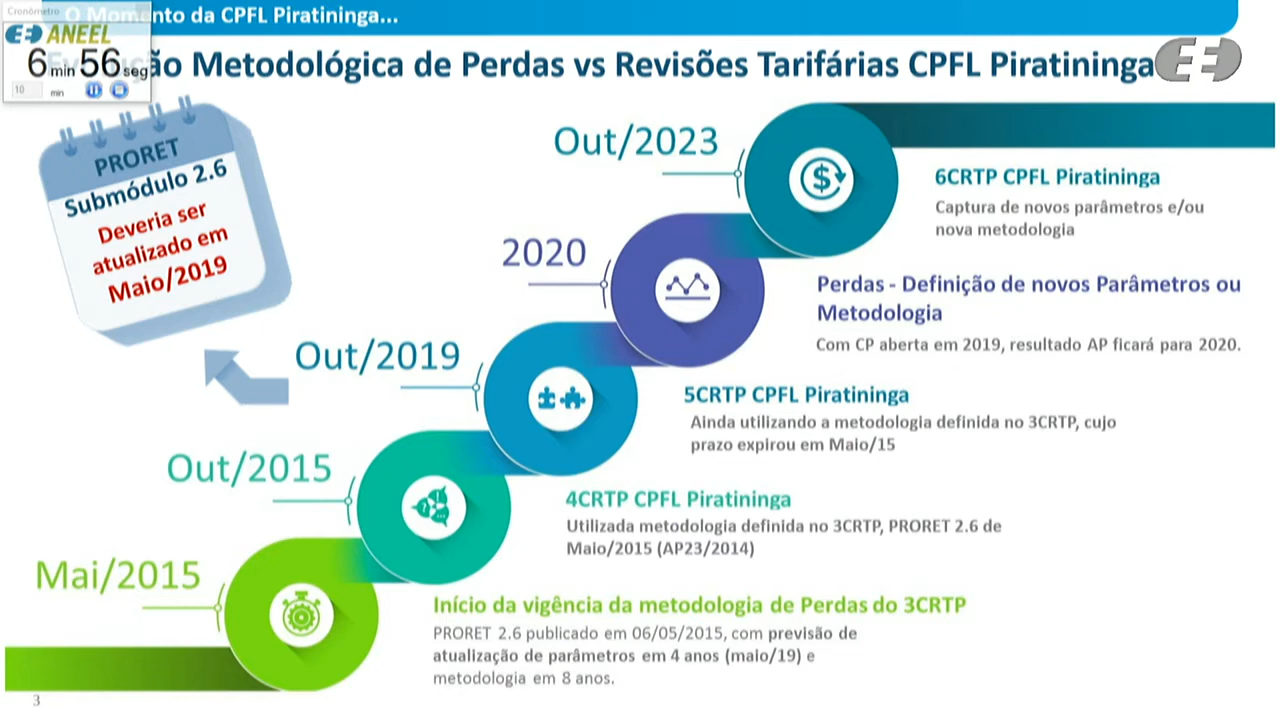 Cronômetro
O Momento da CPFL Piratininga...
ANEEL
6 min 56 seg
10 min
ão Metodológica de Perdas vs Revisões Tarifárias CPFL Piratininga
PRORET
Submódulo 2.6
Deveria ser
atualizado em
Maio/2019
Out/2023
6CRTP CPFL Piratininga
Captura de novos parâmetros e/ou
nova metodologia
2020
Perdas - Definição de novos Parâmetros ou
Metodologia
Com CP aberta em 2019, resultado AP ficará para 2020.
Out/2019
5CRTP CPFL Piratininga
Ainda utilizando a metodologia definida no 3CRTP, cujo
prazo expirou em Maio/15
Out/2015
4CRTP CPFL Piratininga
Utilizada metodologia definida no 3CRTP, PRORET 2.6 de
Maio/2015 (AP23/2014)
Mai/2015
Início da vigência da metodologia de Perdas do 3CRTP
PRORET 2.6 publicado em 06/05/2015, com previsão de
atualização de parâmetros em 4 anos (maio/19) e
metodologia em 8 anos.
3